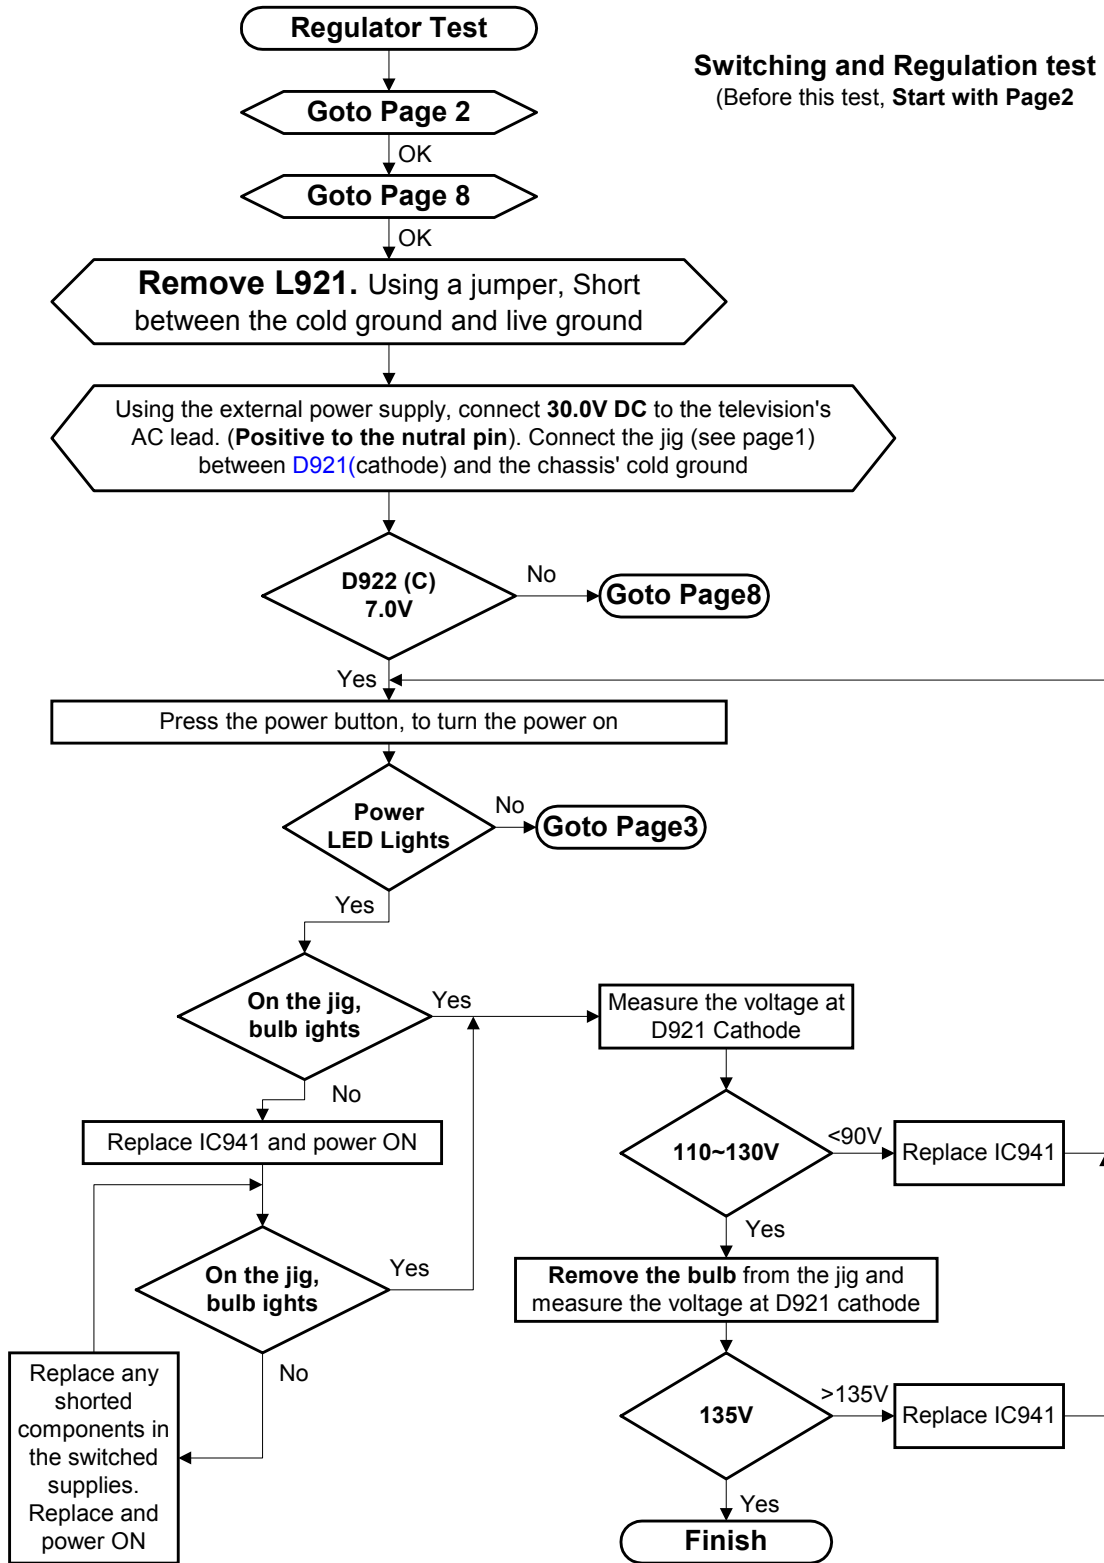 Regulator Test
Switching and Regulation test
(Before this test, Start with Page2
Goto Page 2
OK
Goto Page 8
OK
Remove L921. Using a jumper, Short
between the cold ground and live ground
Using the external power supply, connect 30.0V DC to the television's
AC lead. (Positive to the nutral pin). Connect the jig (see page1)
between D921(cathode) and the chassis' cold ground
D922 (C)
7.0V
No
Goto Page8
Yes
Press the power button, to turn the power on
Power
LED Lights
No
Goto Page3
Yes
On the jig,
bulb ights
Yes
Measure the voltage at
D921 Cathode
No
Replace IC941 and power ON
110~130V
<90V
Replace IC941
Yes
On the jig,
bulb ights
Yes
Remove the bulb from the jig and
measure the voltage at D921 cathode
No
Replace any
shorted
components in
the switched
supplies.
Replace and
power ON
135V
>135V
Replace IC941
Yes
Finish